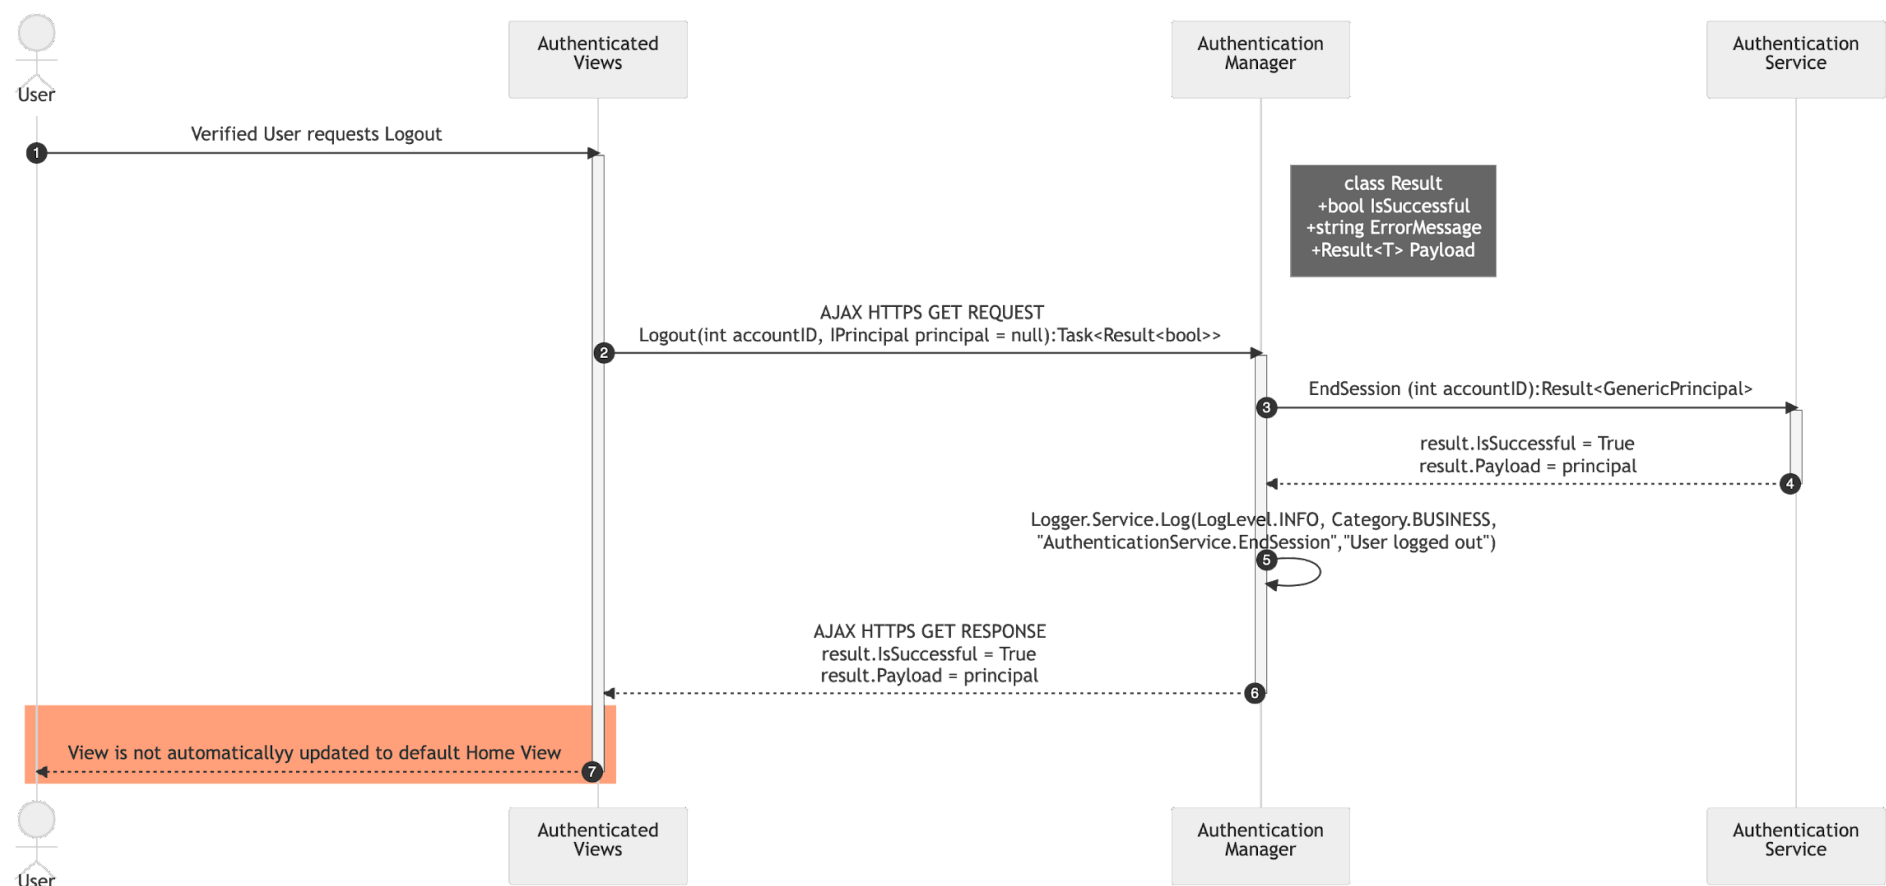 User
Authenticated
Views
Authentication
Manager
Authentication
Service
Verified User requests Logout
1
class Result
+bool IsSuccessful
+string ErrorMessage
+Result<T> Payload
AJAX HTTPS GET REQUEST
Logout(int accountID, IPrincipal principal = null):Task<Result<bool>>
2
EndSession (int accountID):Result<GenericPrincipal>
3
result.IsSuccessful = True
result.Payload = principal
4
Logger.Service.Log(LogLevel.INFO, Category.BUSINESS,
"AuthenticationService.EndSession","User logged out")
5
AJAX HTTPS GET RESPONSE
result.IsSuccessful = True
result.Payload = principal
6
View is not automaticallyy updated to default Home View
7
User
Authenticated
Views
Authentication
Manager
Authentication
Service